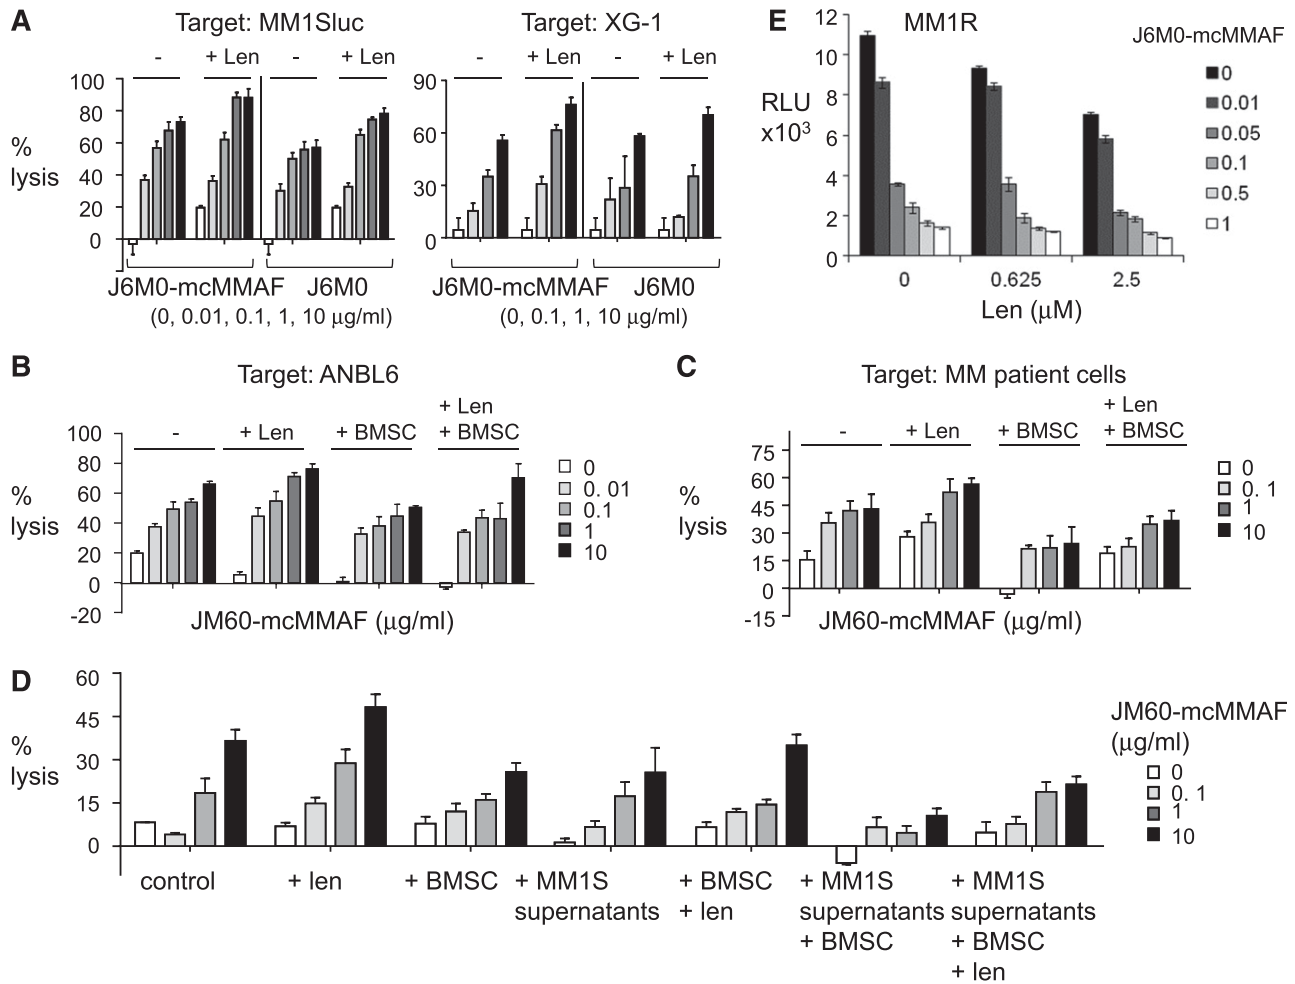 A
Target: MM1Sluc
Target: XG-1
- + Len - + Len
- + Len - + Len
% lysis
100
80
60
40
20
0
90
60
30
0
J6M0-mcMMAF J6M0
(0, 0.01, 0.1, 1, 10 μg/ml)
J6M0-mcMMAF J6M0
(0, 0.1, 1, 10 μg/ml)
E
MM1R
RLU
x10³
12
10
8
6
4
2
0
0 0.625 2.5
Len (μM)
J6M0-mcMMAF
0
0.01
0.05
0.1
0.5
1
B
Target: ANBL6
- + Len + BMSC
+ Len
+ BMSC
%
lysis
100
80
60
40
20
0
-20
JM60-mcMMAF (μg/ml)
0
0. 01
0.1
1
10
C
Target: MM patient cells
- + Len + BMSC
+ Len
+ BMSC
%
lysis
75
60
45
30
15
0
-15
JM60-mcMMAF (μg/ml)
0
0. 1
1
10
D
%
lysis
60
45
30
15
0
control
+ len
+ BMSC
+ MM1S
supernatants
+ BMSC
+ len
+ MM1S
supernatants
+ BMSC
+ MM1S
supernatants
+ BMSC
+ len
JM60-mcMMAF
(μg/ml)
0
0. 1
1
10